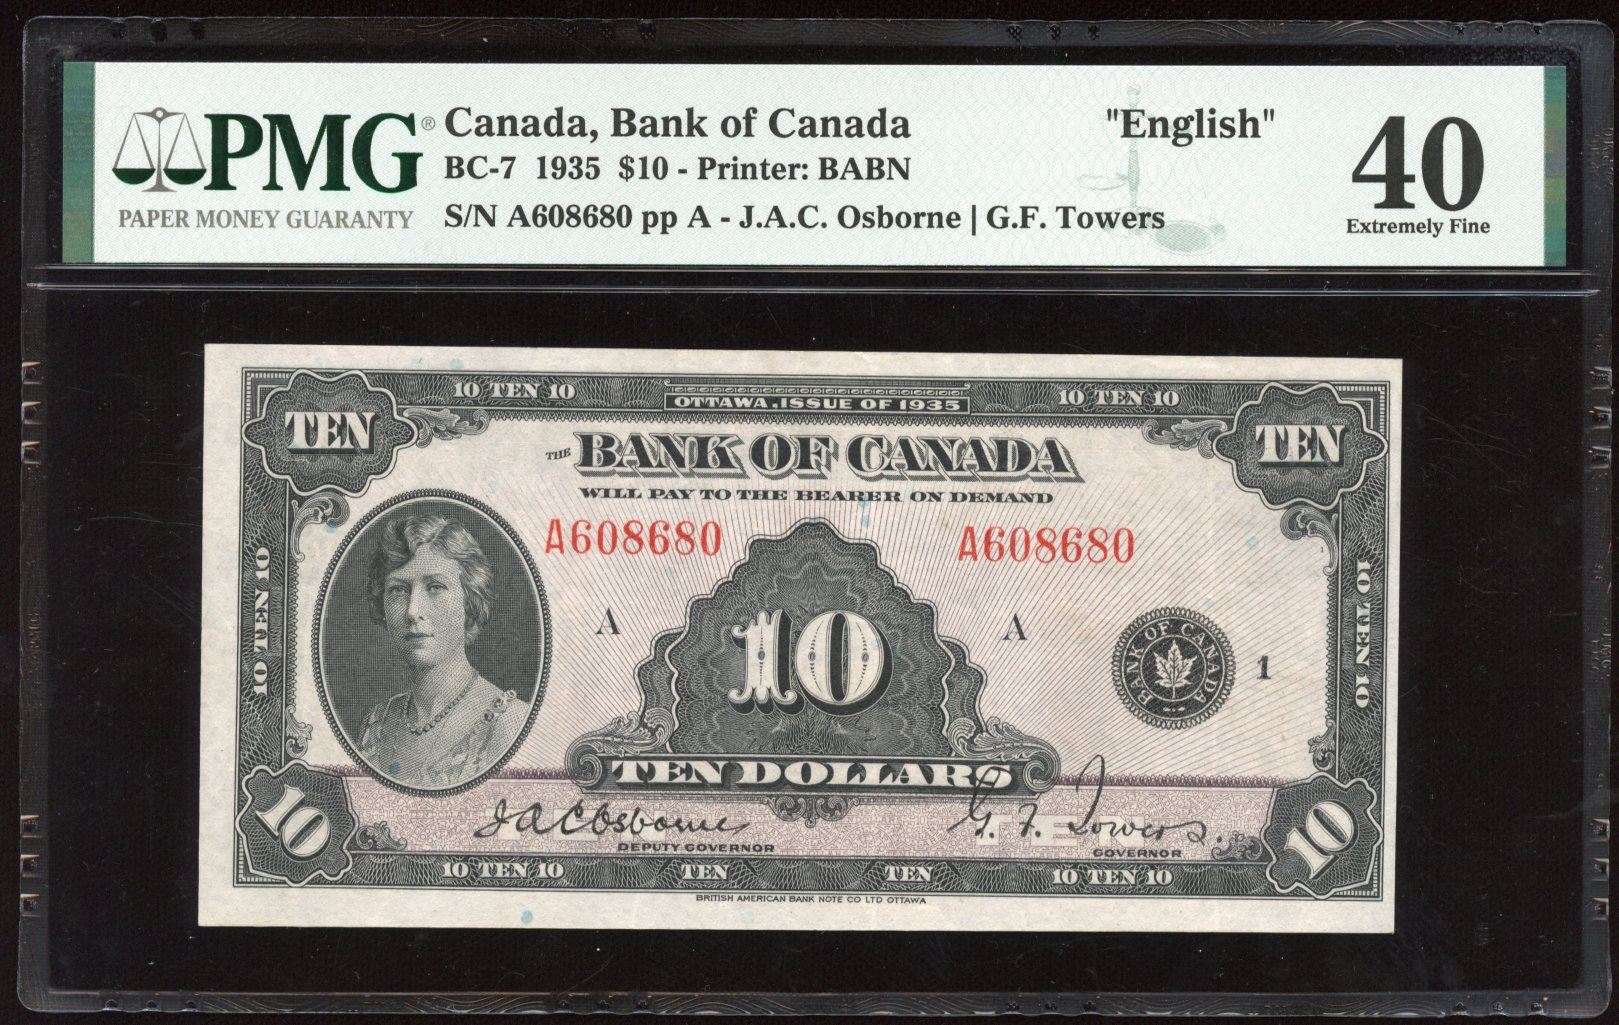 PMG®
PAPER MONEY GUARANTY
Canada, Bank of Canada
"English"
BC-7 1935 $10 - Printer: BABN
S/N A608680 pp A - J.A.C. Osborne | G.F. Towers
40
Extremely Fine
10 TEN 10
OTTAWA, ISSUE OF 1935
10 TEN 10
TEN
TEN
THE BANK OF CANADA
WILL PAY TO THE BEARER ON DEMAND
A608680
A608680
10 TEN 10
10 TEN 10
A
A
10
BANK OF CANADA
1
TEN DOLLARS
10
10
J A C Osborne
G. F. Towers.
DEPUTY GOVERNOR
GOVERNOR
10 TEN 10
TEN
TEN
10 TEN 10
BRITISH AMERICAN BANK NOTE CO LTD OTTAWA